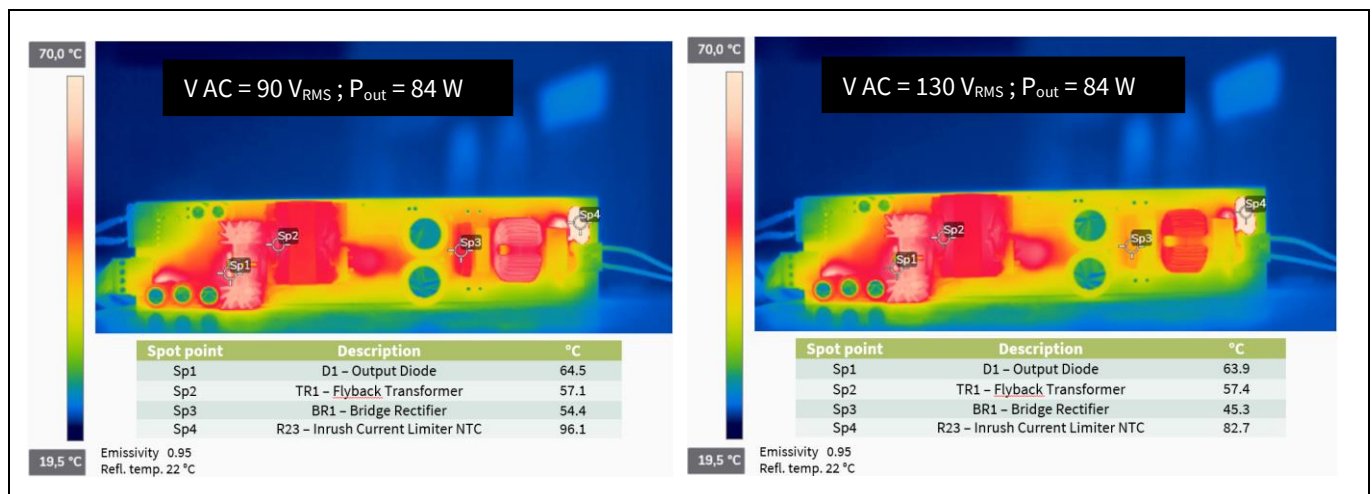 70,0 °C
V AC = 90 VRMS ; Pout = 84 W
Sp4
Sp2
Sp3
Sp1
Spot point Description °C
Sp1 D1 – Output Diode 64.5
Sp2 TR1 – Flyback Transformer 57.1
Sp3 BR1 – Bridge Rectifier 54.4
Sp4 R23 – Inrush Current Limiter NTC 96.1
19,5 °C
Emissivity 0.95
Refl. temp. 22 °C
70,0 °C
V AC = 130 VRMS ; Pout = 84 W
Sp4
Sp2
Sp3
Sp1
Spot point Description °C
Sp1 D1 – Output Diode 63.9
Sp2 TR1 – Flyback Transformer 57.4
Sp3 BR1 – Bridge Rectifier 45.3
Sp4 R23 – Inrush Current Limiter NTC 82.7
19,5 °C
Emissivity 0.95
Refl. temp. 22 °C